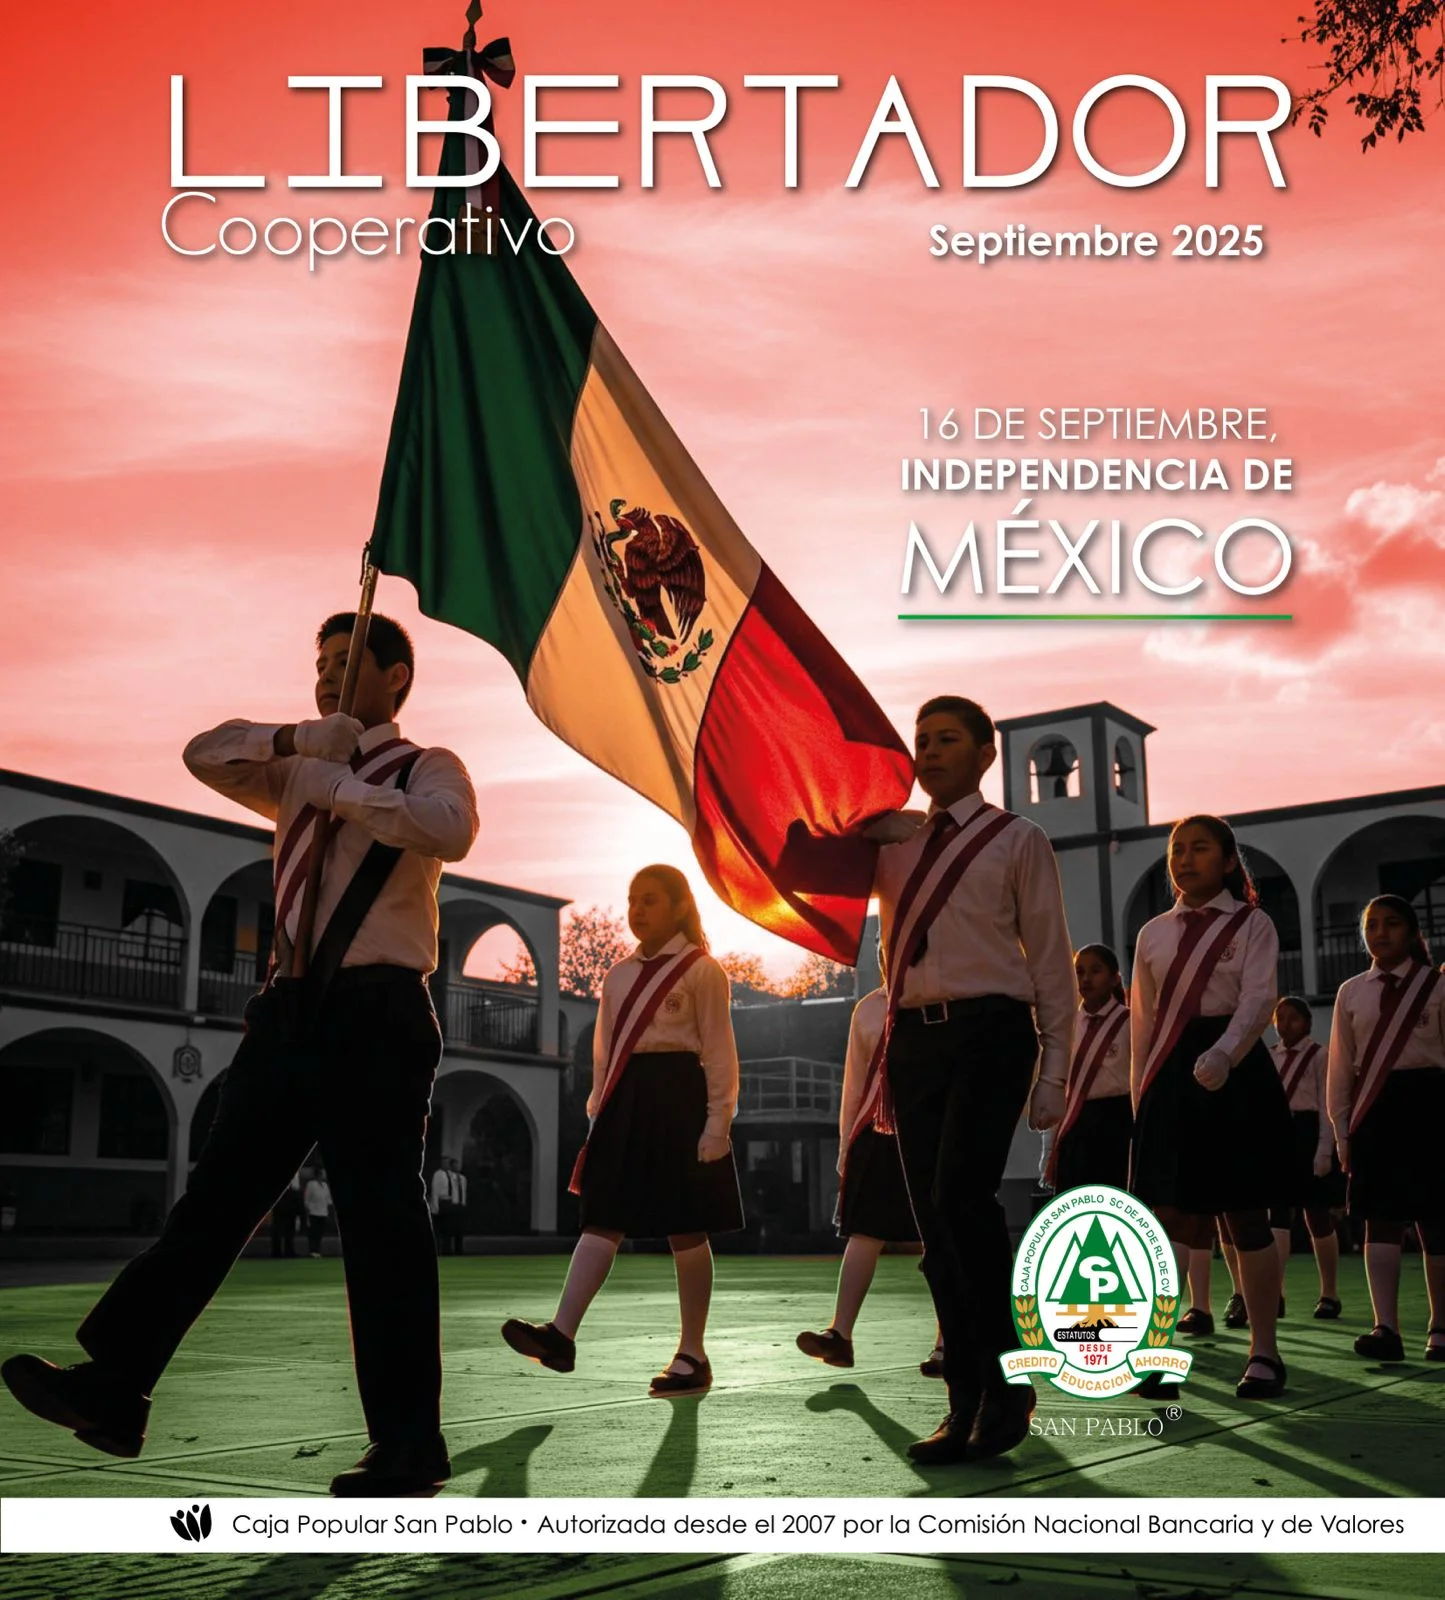 LIBERTADOR
Cooperativo
Septiembre 2025
16 DE SEPTIEMBRE,
INDEPENDENCIA DE
MÉXICO
CAJA POPULAR SAN PABLO SC DE AP DE RL DE CV
SP
ESTATUTOS
DESDE
1971
CREDITO
EDUCACION
AHORRO
SAN PABLO ®
Caja Popular San Pablo · Autorizada desde el 2007 por la Comisión Nacional Bancaria y de Valores